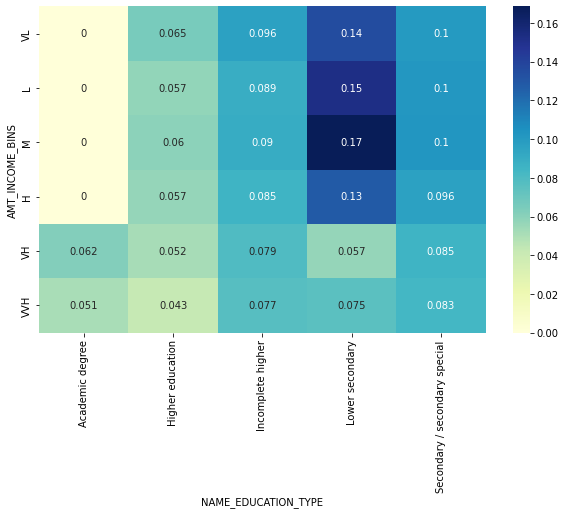 AMT_INCOME_BINS
VL 0 0.065 0.096 0.14 0.1
L 0 0.057 0.089 0.15 0.1
M 0 0.06 0.09 0.17 0.1
H 0 0.057 0.085 0.13 0.096
VH 0.062 0.052 0.079 0.057 0.085
VVH 0.051 0.043 0.077 0.075 0.083
Academic degree
Higher education
Incomplete higher
Lower secondary
Secondary / secondary special
NAME_EDUCATION_TYPE
0.16
0.14
0.12
0.10
0.08
0.06
0.04
0.02
0.00